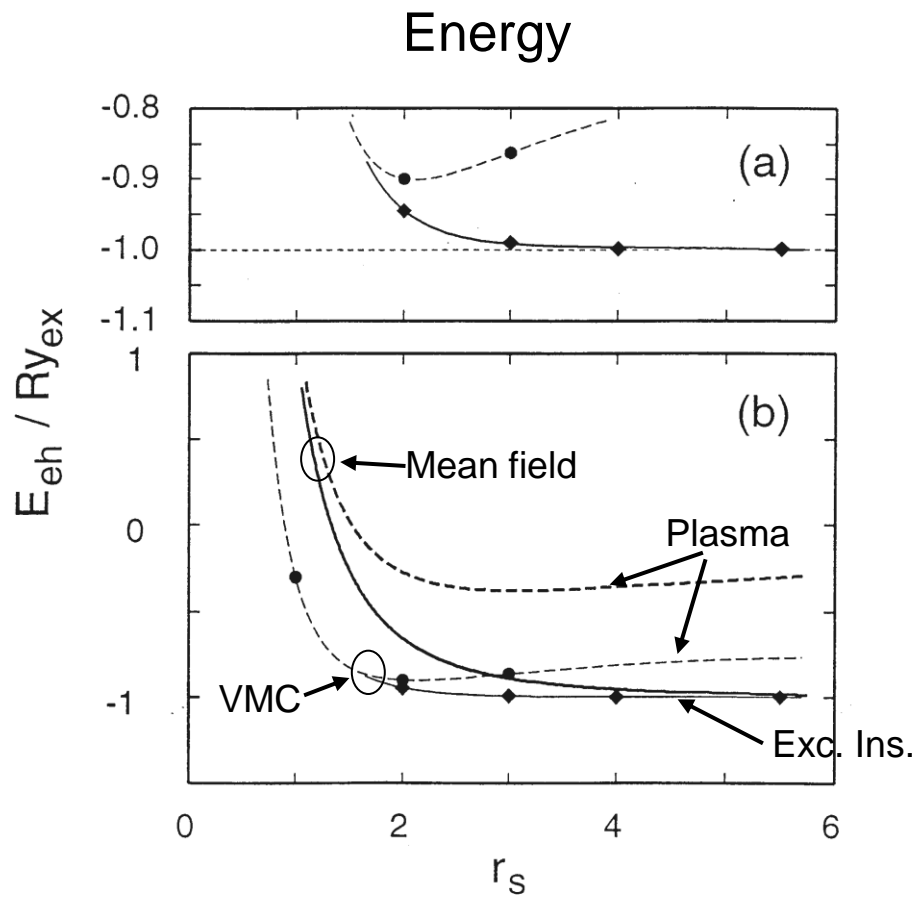 Energy
-0.8
(a)
-0.9
-1.0
-1.1
E_eh / Ry_ex
1
(b)
Mean field
0
Plasma
-1
VMC
Exc. Ins.
0 2 4 6
r_s